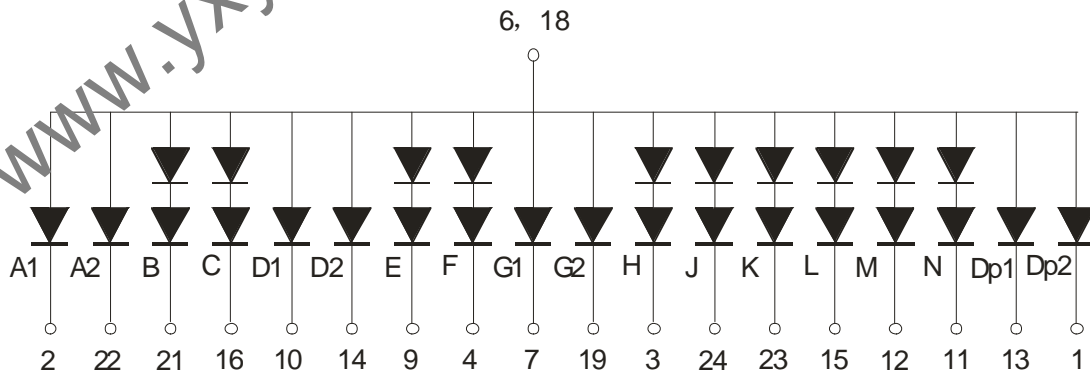 6, 18
www.yx
A1 A2 B C D1 D2 E F G1 G2 H J K L M N Dp1 Dp2
2 22 21 16 10 14 9 4 7 19 3 24 23 15 12 11 13 1